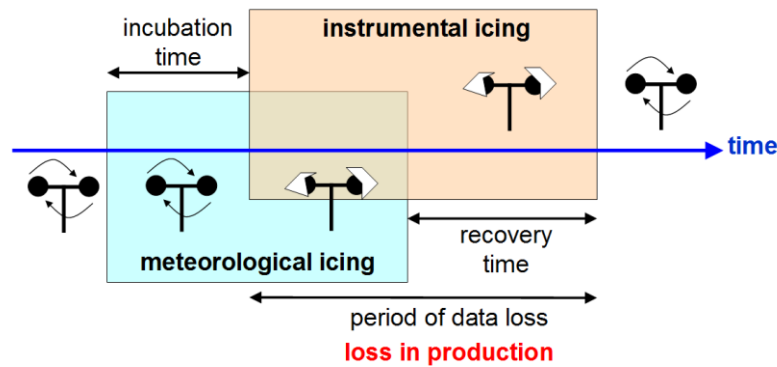 incubation
time
instrumental icing
time
meteorological icing
recovery
time
period of data loss
loss in production